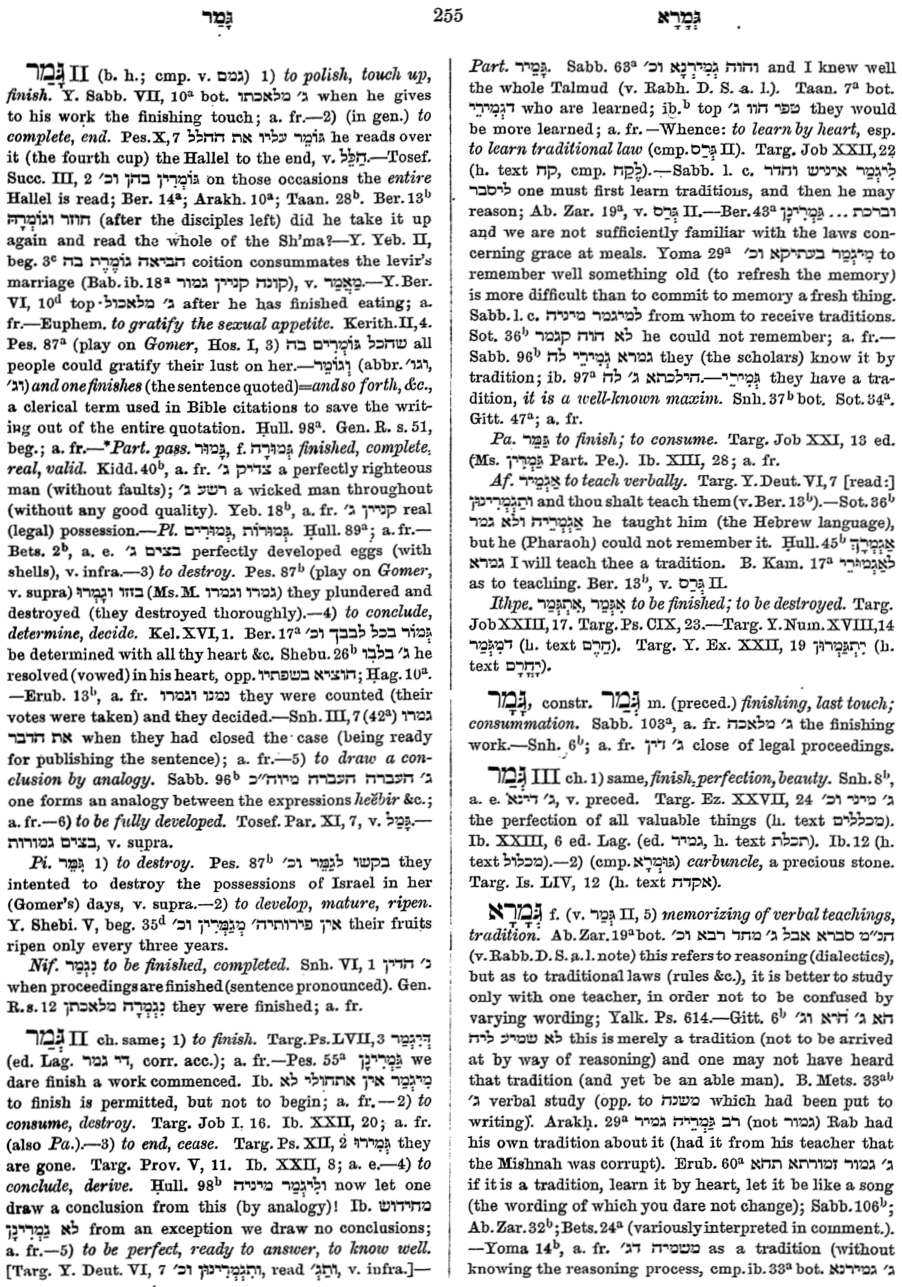 גָּמַר 255 גְּמָרָא
גָּמַר II (b. h.; cmp. v. גמם) 1) to polish, touch up,
finish. Y. Sabb. VII, 10ᵃ bot. ג׳ מלאכתו when he gives
to his work the finishing touch; a. fr.—2) (in gen.) to
complete, end. Pes. X, 7 גּוֹמֵר עליו את החלל he reads over
it (the fourth cup) the Hallel to the end, v. הַלֵּל.—Tosef.
Succ. III, 2 גּוֹמְרִין בהן וכ׳ on those occasions the entire
Hallel is read; Ber. 14ᵃ; Arakh. 10ᵃ; Taan. 28ᵇ. Ber. 13ᵇ
חוזר וגומרהּ (after the disciples left) did he take it up
again and read the whole of the Sh'ma?—Y. Yeb. II,
beg. 3ᶜ הביאה גּוֹמֶרֶת בה coition consummates the levir's
marriage (Bab. ib. 18ᵃ קונה קניין גמור), v. מַאֲמָר.—Y. Ber.
VI, 10ᵈ top ג׳ מלאכול after he has finished eating; a.
fr.—Euphem. to gratify the sexual appetite. Kerith. II, 4.
Pes. 87ᵃ (play on Gomer, Hos. I, 3) שהכל גּוֹמְרִים בה all
people could gratify their lust on her.—וְגוֹמֵר (abbr. וגו׳,
וג׳) and one finishes (the sentence quoted)=and so forth, &c.,
a clerical term used in Bible citations to save the writ-
ing out of the entire quotation. Ḥull. 98ᵃ. Gen. R. s. 51,
beg.; a. fr.—*Part. pass. גָּמוּר, f. גְּמוּרָה finished, complete,
real, valid. Kidd. 40ᵇ, a. fr. צדיק ג׳ a perfectly righteous
man (without faults); רשע ג׳ a wicked man throughout
(without any good quality). Yeb. 18ᵇ, a. fr. קניין ג׳ real
(legal) possession.—Pl. גְּמוּרִים, גְּמוּרוֹת. Ḥull. 89ᵃ; a. fr.—
Bets. 2ᵇ, a. e. בצים ג׳ perfectly developed eggs (with
shells), v. infra.—3) to destroy. Pes. 87ᵇ (play on Gomer,
v. supra) בזזו וגָמְרוּ (Ms. M. גמרו וגמרו) they plundered and
destroyed (they destroyed thoroughly).—4) to conclude,
determine, decide. Kel. XVI, 1. Ber. 17ᵃ גְּמוֹר בכל לבבך וכ׳
be determined with all thy heart &c. Shebu. 26ᵇ ג׳ בלבו he
resolved (vowed) in his heart, opp. הוציא בשפתיו; Ḥag. 10ᵃ.
—Erub. 13ᵇ, a. fr. נמנו וגמרו they were counted (their
votes were taken) and they decided.—Snh. III, 7 (42ᵃ) גמרו
את הדבר when they had closed the case (being ready
for publishing the sentence); a. fr.—5) to draw a con-
clusion by analogy. Sabb. 96ᵇ ג׳ העברה העברה מיוה״כ
one forms an analogy between the expressions heĕbir &c.;
a. fr.—6) to be fully developed. Tosef. Par. XI, 7, v. גָּמַל.—
בצים גמורות, v. supra.
Pi. גִּמֵּר 1) to destroy. Pes. 87ᵇ בקשו לגַמֵּר וכ׳ they
intended to destroy the possessions of Israel in her
(Gomer's) days, v. supra.—2) to develop, mature, ripen.
Y. Shebi. V, beg. 35ᵈ אין פירותיה׳ מְגַמְּרִין וכ׳ their fruits
ripen only every three years.
Nif. נִגְמַר to be finished, completed. Snh. VI, 1 נ׳ הדין
when proceedings are finished (sentence pronounced). Gen.
R. s. 12 נִגְמְרָה מלאכתן they were finished; a. fr.
גְּמַר II ch. same; 1) to finish. Targ. Ps. LVII, 3 דִּיגְמַר
(ed. Lag. די גמר, corr. acc.); a. fr.—Pes. 55ᵃ גַּמְרִינָן we
dare finish a work commenced. Ib. מִיגְמַר אין אתחולי לא
to finish is permitted, but not to begin; a. fr.—2) to
consume, destroy. Targ. Job I, 16. Ib. XXII, 20; a. fr.
(also Pa.).—3) to end, cease. Targ. Ps. XII, 2 גְּמִירוּ they
are gone. Targ. Prov. V, 11. Ib. XXII, 8; a. e.—4) to
conclude, derive. Ḥull. 98ᵇ וליגְמַר מיניה now let one
draw a conclusion from this (by analogy)! Ib. מחידוש
לא גַמְרִינָן from an exception we draw no conclusions;
a. fr.—5) to be perfect, ready to answer, to know well.
[Targ. Y. Deut. VI, 7 ותִגְמְרִינוּן וכ׳, read וּתַגְ׳, v. infra.]—
Part. גָּמֵיר. Sabb. 63ᵃ והוה גְמִירְנָא וכ׳ and I knew well
the whole Talmud (v. Rabh. D. S. a. l.). Taan. 7ᵃ bot.
דגְמִירֵי who are learned; ib.ᵇ top טפי הוו ג׳ they would
be more learned; a. fr.—Whence: to learn by heart, esp.
to learn traditional law (cmp. גְּרַס II). Targ. Job XXII, 22
(h. text קח, cmp. לֶקַח).—Sabb. l. c. לִיגְמַר איניש והדר
ליסבר one must first learn traditions, and then he may
reason; Ab. Zar. 19ᵃ, v. גְּרַס II.—Ber. 43ᵃ גַּמְרִינָן ... וברכת
and we are not sufficiently familiar with the laws con-
cerning grace at meals. Yoma 29ᵃ מִיגְמַר בעתיקא וכ׳ to
remember well something old (to refresh the memory)
is more difficult than to commit to memory a fresh thing.
Sabb. l. c. למיגמר מיניה from whom to receive traditions.
Sot. 36ᵇ לא הוה קגמר he could not remember; a. fr.—
Sabb. 96ᵇ גמרא גְּמִירֵי לה they (the scholars) know it by
tradition; ib. 97ᵃ הילכתא ג׳ לה.—גְּמִירֵי they have a tra-
dition, it is a well-known maxim. Snh. 37ᵇ bot. Sot. 34ᵃ.
Gitt. 47ᵃ; a. fr.
Pa. גַּמֵּר to finish; to consume. Targ. Job XXI, 13 ed.
(Ms. גָּמְרִין Part. Pe.). Ib. XIII, 28; a. fr.
Af. אַגְמֵיר to teach verbally. Targ. Y. Deut. VI, 7 [read:]
ותַגְמְרִינוּן and thou shalt teach them (v. Ber. 13ᵇ).—Sot. 36ᵇ
אַגְמְרֵיהּ ולא גמר he taught him (the Hebrew language),
but he (Pharaoh) could not remember it. Ḥull. 45ᵇ אַגְמְרָךְ
גמרא I will teach thee a tradition. B. Kam. 17ᵃ לאַגְמוּרֵי
as to teaching. Ber. 13ᵇ, v. גְּרַס II.
Ithpe. אִתְגְּמַר, אִגְּמַר to be finished; to be destroyed. Targ.
Job XXIII, 17. Targ. Ps. CIX, 23.—Targ. Y. Num. XVIII, 14
דמִגְּמַר (h. text חֵרֶם). Targ. Y. Ex. XXII, 19 יִתְגַּמְּרוּן (h.
text יָחֳרָם).
גְּמָר, constr. גְּמַר m. (preced.) finishing, last touch;
consummation. Sabb. 103ᵃ, a. fr. ג׳ מלאכה the finishing
work.—Snh. 6ᵇ; a. fr. ג׳ דין close of legal proceedings.
גְּמַר III ch. 1) same, finish, perfection, beauty. Snh. 8ᵇ,
a. e. ג׳ דינא, v. preced. Targ. Ez. XXVII, 24 ג׳ מיני וכ׳
the perfection of all valuable things (h. text מכללים).
Ib. XXIII, 6 ed. Lag. (ed. גמיר, h. text תכלת). Ib. 12 (h.
text מכלול).—2) (cmp. גּוּמְרָא) carbuncle, a precious stone.
Targ. Is. LIV, 12 (h. text אקדח).
גְּמָרָא f. (v. גְּמַר II, 5) memorizing of verbal teachings,
tradition. Ab. Zar. 19ᵃ bot. הנ״מ סברא אבל ג׳ מחד רבא וכ׳
(v. Rabb. D. S. a. l. note) this refers to reasoning (dialectics),
but as to traditional laws (rules &c.), it is better to study
only with one teacher, in order not to be confused by
varying wording; Yalk. Ps. 614.—Gitt. 6ᵇ הא ג׳ היא וג׳
לא שמיע ליה this is merely a tradition (not to be arrived
at by way of reasoning) and one may not have heard
that tradition (and yet be an able man). B. Mets. 33ᵃᵇ
ג׳ verbal study (opp. to משנה which had been put to
writing). Arakh. 29ᵃ רב גְּמָרֵיהּ גמיר (not גמור) Rab had
his own tradition about it (had it from his teacher that
the Mishnah was corrupt). Erub. 60ᵃ ג׳ גמור זמורתא תהא
if it is a tradition, learn it by heart, let it be like a song
(the wording of which you dare not change); Sabb. 106ᵇ;
Ab. Zar. 32ᵇ; Bets. 24ᵃ (variously interpreted in comment.).
—Yoma 14ᵇ, a. fr. משמיה דג׳ as a tradition (without
knowing the reasoning process, cmp. ib. 33ᵃ bot. ג׳ גמירנא